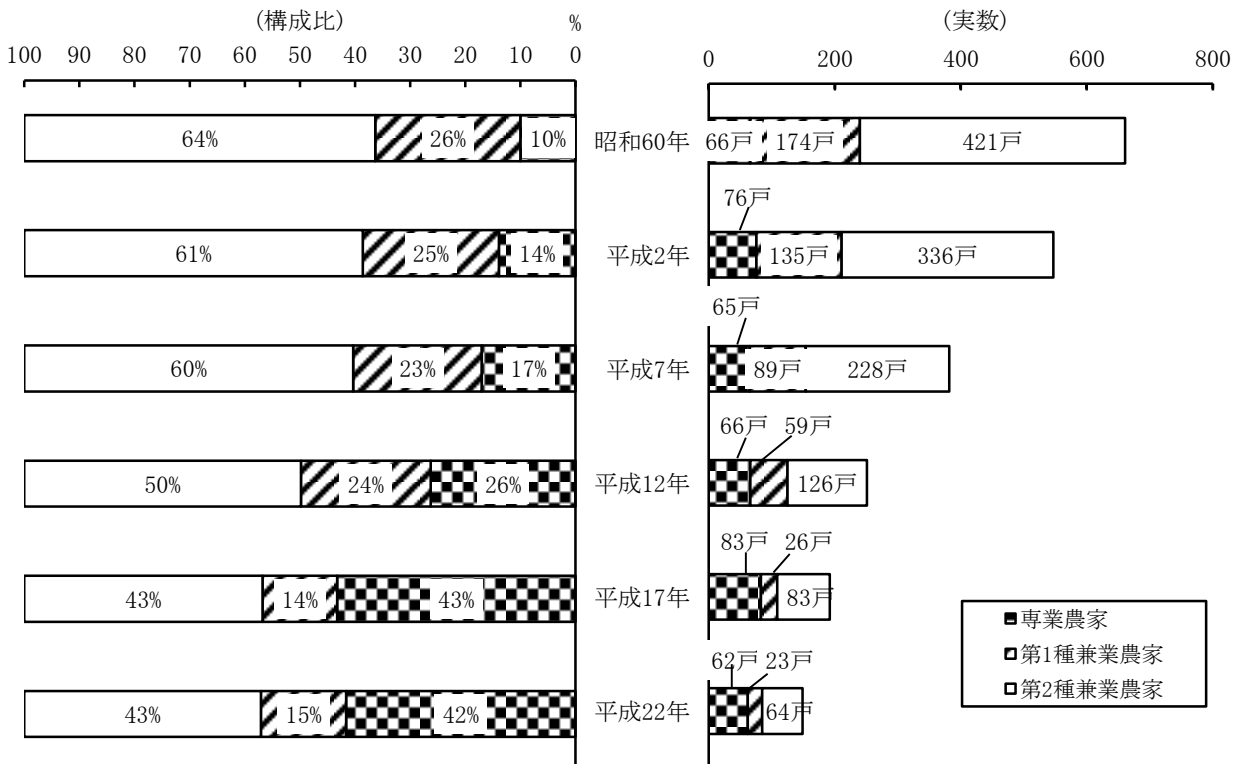 (構成比) % (実数)
100 90 80 70 60 50 40 30 20 10 0 0 200 400 600 800
64% 26% 10% 昭和60年 66戸 174戸 421戸
76戸
61% 25% 14% 平成2年 135戸 336戸
65戸
60% 23% 17% 平成7年 89戸 228戸
66戸 59戸
50% 24% 26% 平成12年 126戸
83戸 26戸
43% 14% 43% 平成17年 83戸
専業農家
第1種兼業農家
第2種兼業農家
62戸 23戸
43% 15% 42% 平成22年 64戸